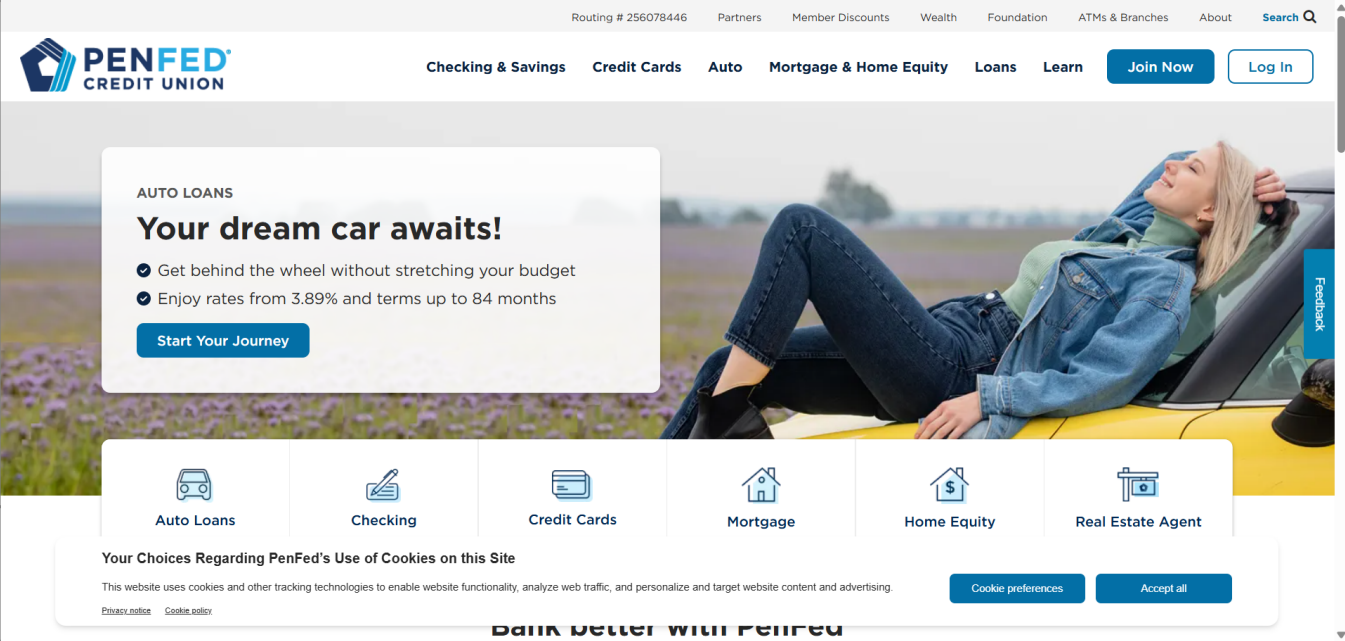 Routing # 256078446 Partners Member Discounts Wealth Foundation ATMs & Branches About Search
PENFED®
CREDIT UNION
Checking & Savings Credit Cards Auto Mortgage & Home Equity Loans Learn Join Now Log In
AUTO LOANS
Your dream car awaits!
Get behind the wheel without stretching your budget
Enjoy rates from 3.89% and terms up to 84 months
Start Your Journey
Feedback
Auto Loans Checking Credit Cards Mortgage Home Equity Real Estate Agent
Your Choices Regarding PenFed's Use of Cookies on this Site
This website uses cookies and other tracking technologies to enable website functionality, analyze web traffic, and personalize and target website content and advertising.
Privacy notice Cookie policy
Cookie preferences Accept all
Bank better with PenFed